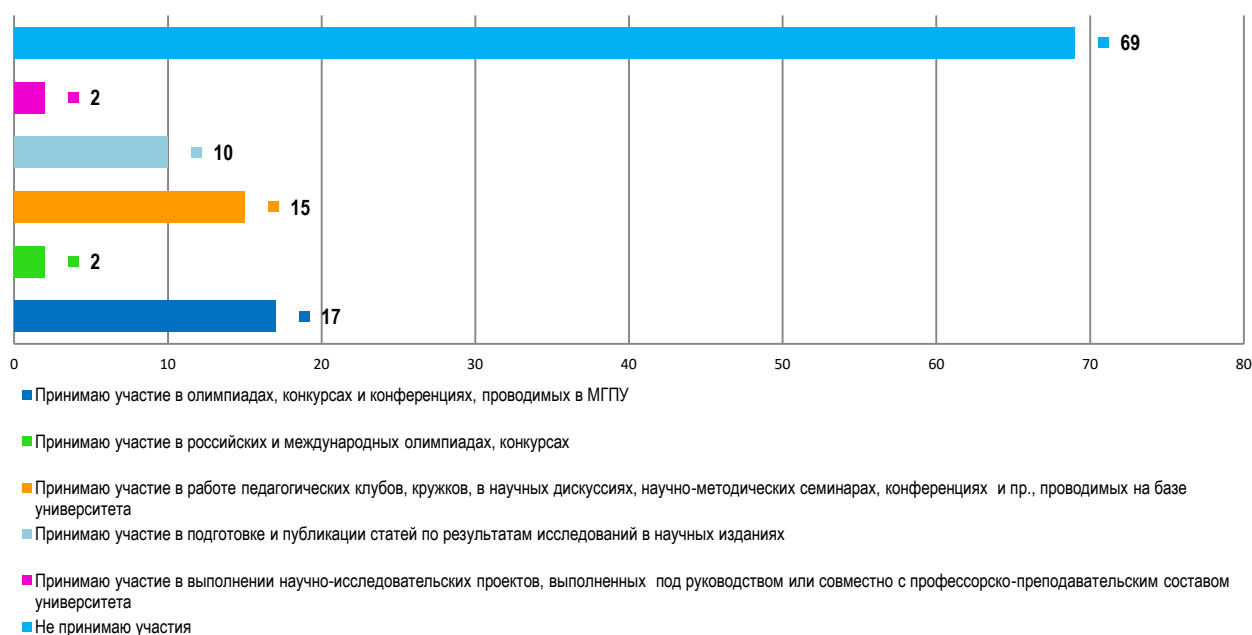 69
2
10
15
2
17
0 10 20 30 40 50 60 70 80
Принимаю участие в олимпиадах, конкурсах и конференциях, проводимых в МГПУ
Принимаю участие в российских и международных олимпиадах, конкурсах
Принимаю участие в работе педагогических клубов, кружков, в научных дискуссиях, научно-методических семинарах, конференциях и пр., проводимых на базе
университета
Принимаю участие в подготовке и публикации статей по результатам исследований в научных изданиях
Принимаю участие в выполнении научно-исследовательских проектов, выполненных под руководством или совместно с профессорско-преподавательским составом
университета
Не принимаю участия